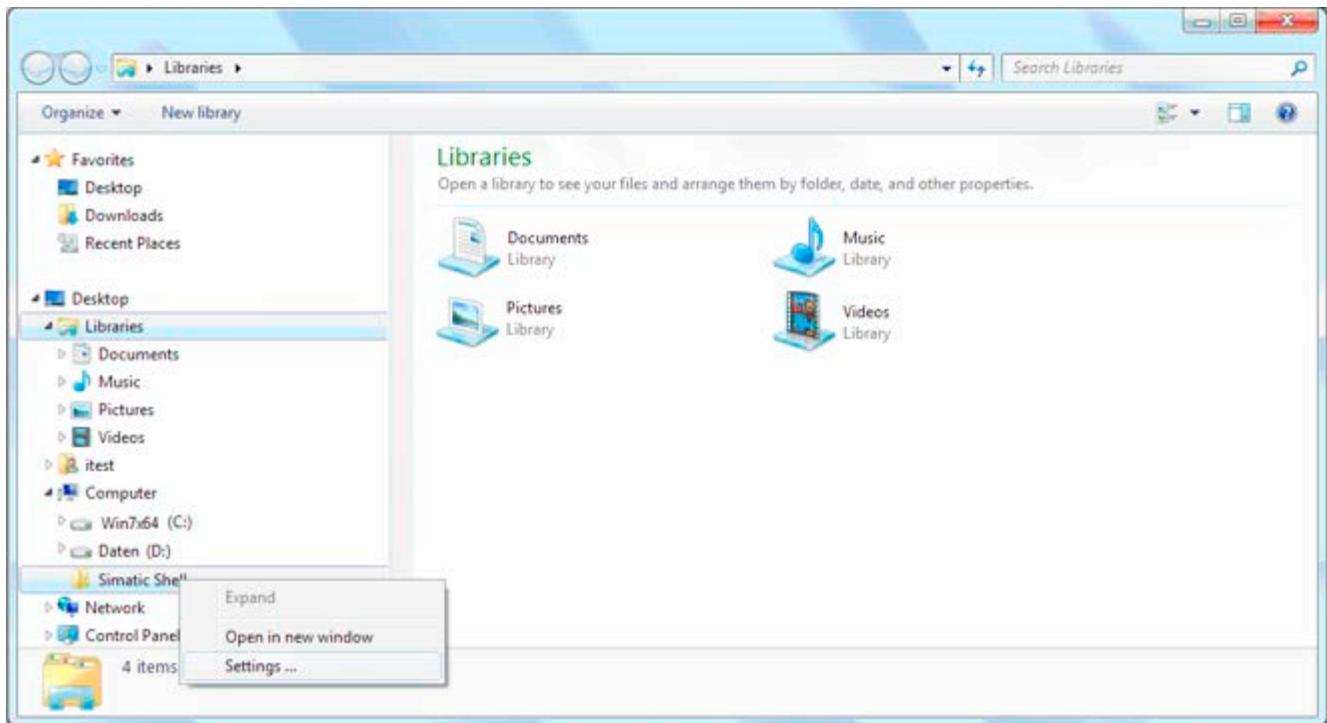 Libraries
Search Libraries
Organize
New library
Favorites
Desktop
Downloads
Recent Places
Desktop
Libraries
Documents
Music
Pictures
Videos
itest
Computer
Win7x64 (C:)
Daten (D:)
Simatic Shell
Network
Control Panel
4 items
Expand
Open in new window
Settings ...
Libraries
Open a library to see your files and arrange them by folder, date, and other properties.
Documents
Library
Music
Library
Pictures
Library
Videos
Library